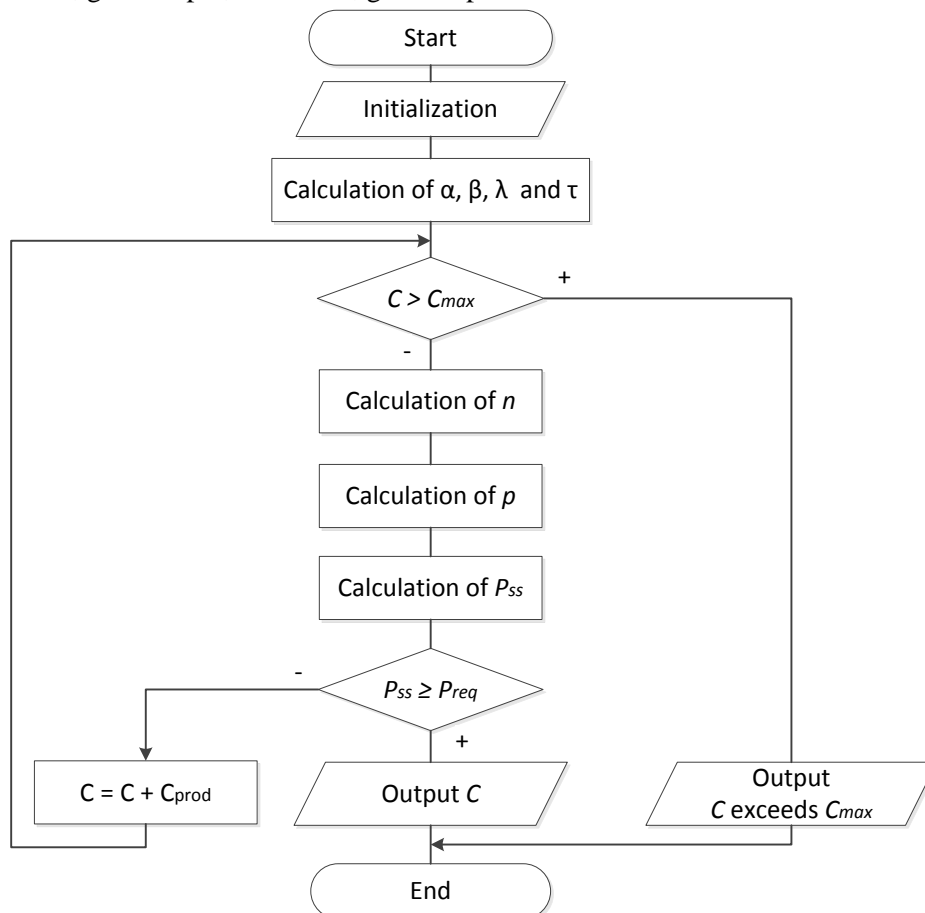 Start
Initialization
Calculation of α, β, λ and τ
C > Cmax
+
-
Calculation of n
Calculation of p
Calculation of Pss
Pss ≥ Preq
-
+
C = C + Cprod
Output C
Output
C exceeds Cmax
End